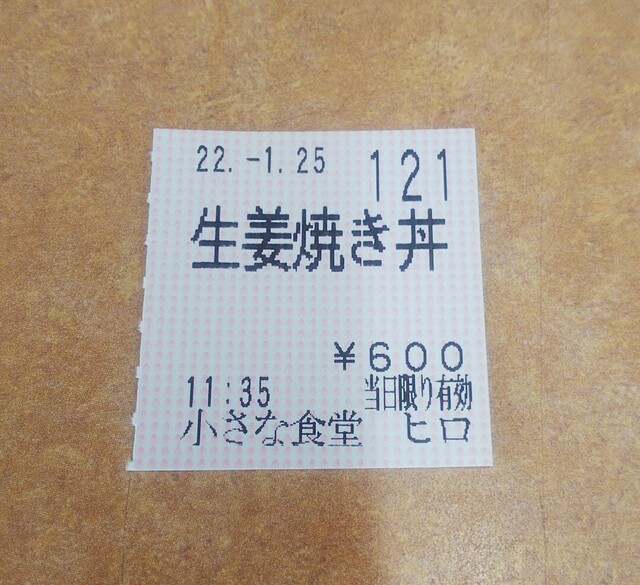 22.-1.25 121
生姜焼き丼
¥600
11:35 当日限り有効
小さな食堂 ヒロ